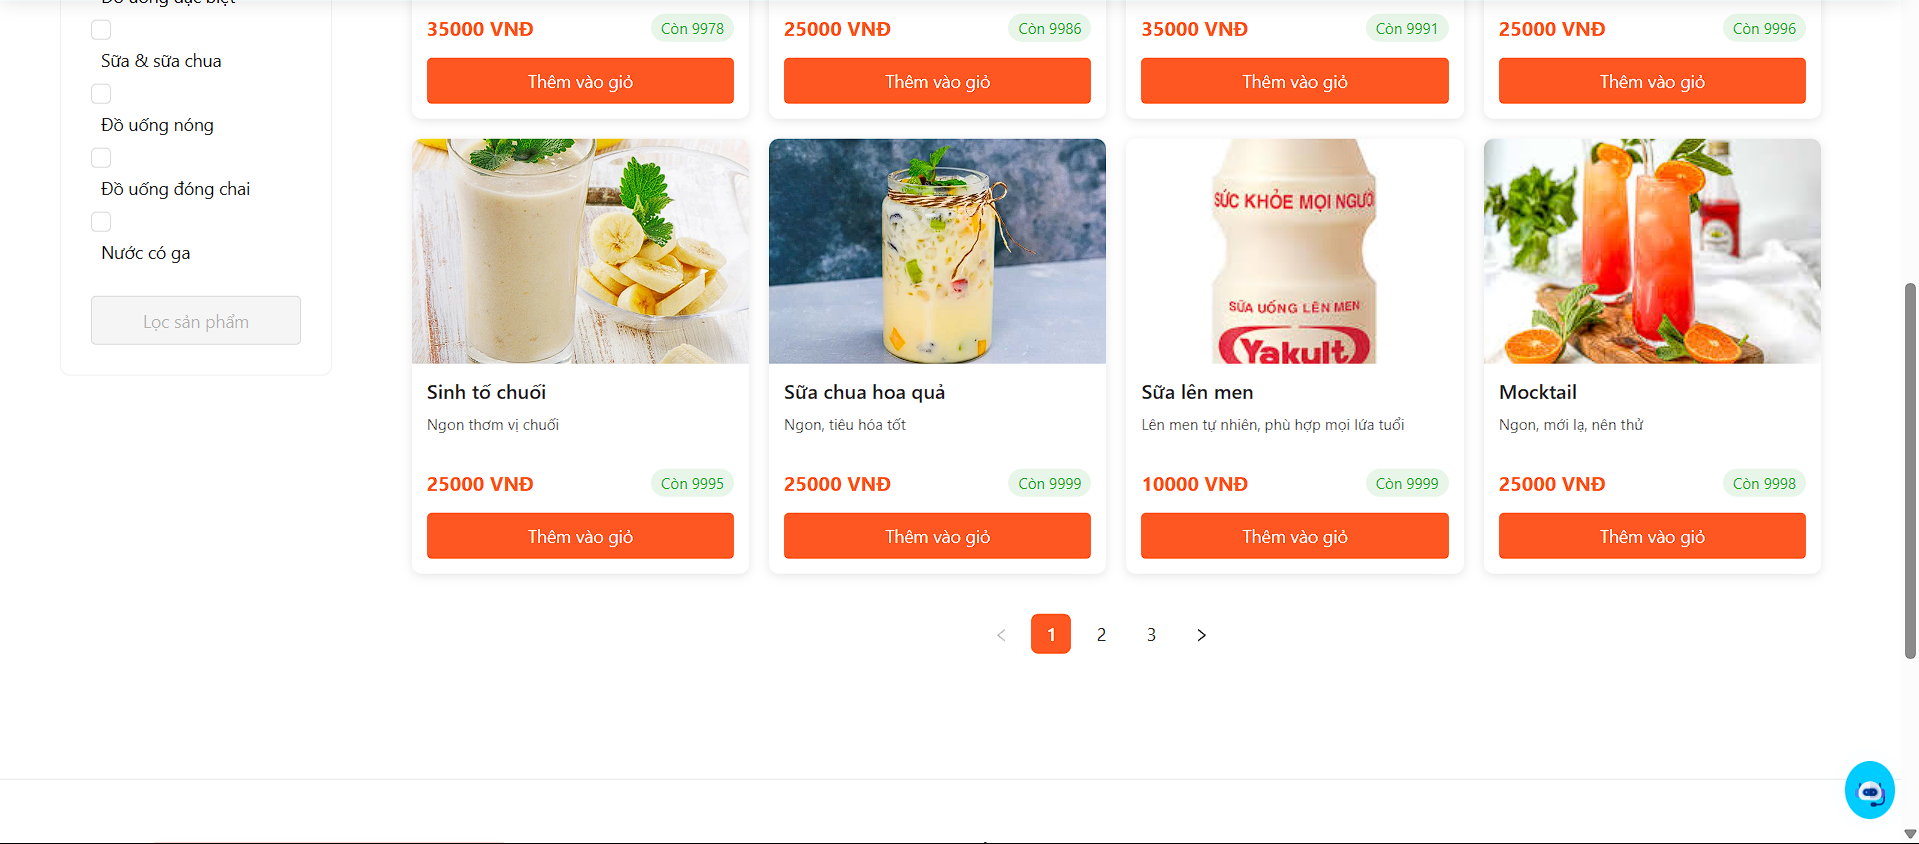 Đồ uống đặc biệt
Sữa & sữa chua
Đồ uống nóng
Đồ uống đóng chai
Nước có ga
Lọc sản phẩm
35000 VNĐ
Còn 9978
Thêm vào giỏ
25000 VNĐ
Còn 9986
Thêm vào giỏ
35000 VNĐ
Còn 9991
Thêm vào giỏ
25000 VNĐ
Còn 9996
Thêm vào giỏ
Sinh tố chuối
Ngon thơm vị chuối
25000 VNĐ
Còn 9995
Thêm vào giỏ
Sữa chua hoa quả
Ngon, tiêu hóa tốt
25000 VNĐ
Còn 9999
Thêm vào giỏ
SỨC KHỎE MỌI NGƯỜI
SỮA UỐNG LÊN MEN
Yakult
Sữa lên men
Lên men tự nhiên, phù hợp mọi lứa tuổi
10000 VNĐ
Còn 9999
Thêm vào giỏ
Mocktail
Ngon, mới lạ, nên thử
25000 VNĐ
Còn 9998
Thêm vào giỏ
1 2 3